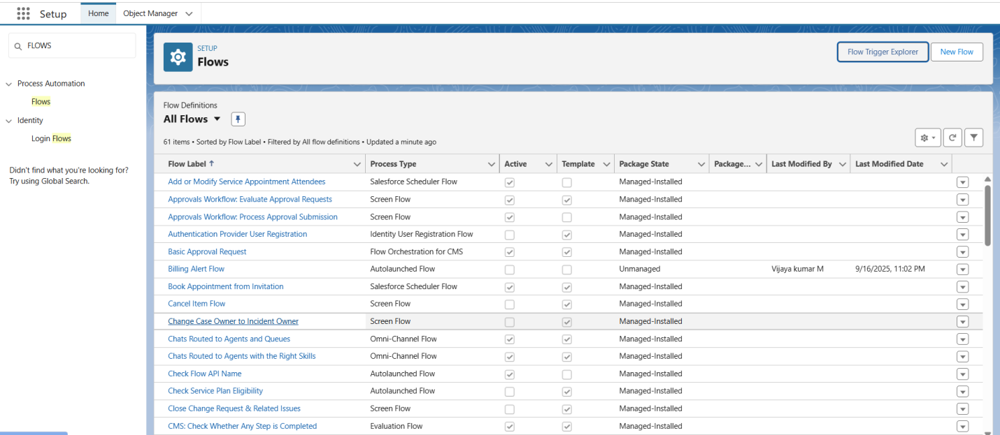 Setup Home Object Manager
FLOWS
Process Automation
Flows
Identity
Login Flows
Didn't find what you're looking for?
Try using Global Search.
SETUP
Flows
Flow Trigger Explorer New Flow
Flow Definitions
All Flows
61 items • Sorted by Flow Label • Filtered by All flow definitions • Updated a minute ago
Flow Label ↑ Process Type Active Template Package State Package... Last Modified By Last Modified Date
Add or Modify Service Appointment Attendees Salesforce Scheduler Flow Managed-Installed
Approvals Workflow: Evaluate Approval Requests Screen Flow Managed-Installed
Approvals Workflow: Process Approval Submission Screen Flow Managed-Installed
Authentication Provider User Registration Identity User Registration Flow Managed-Installed
Basic Approval Request Flow Orchestration for CMS Managed-Installed
Billing Alert Flow Autolaunched Flow Unmanaged Vijaya kumar M 9/16/2025, 11:02 PM
Book Appointment from Invitation Salesforce Scheduler Flow Managed-Installed
Cancel Item Flow Screen Flow Managed-Installed
Change Case Owner to Incident Owner Screen Flow Managed-Installed
Chats Routed to Agents and Queues Omni-Channel Flow Managed-Installed
Chats Routed to Agents with the Right Skills Omni-Channel Flow Managed-Installed
Check Flow API Name Autolaunched Flow Managed-Installed
Check Service Plan Eligibility Autolaunched Flow Managed-Installed
Close Change Request & Related Issues Screen Flow Managed-Installed
CMS: Check Whether Any Step is Completed Evaluation Flow Managed-Installed